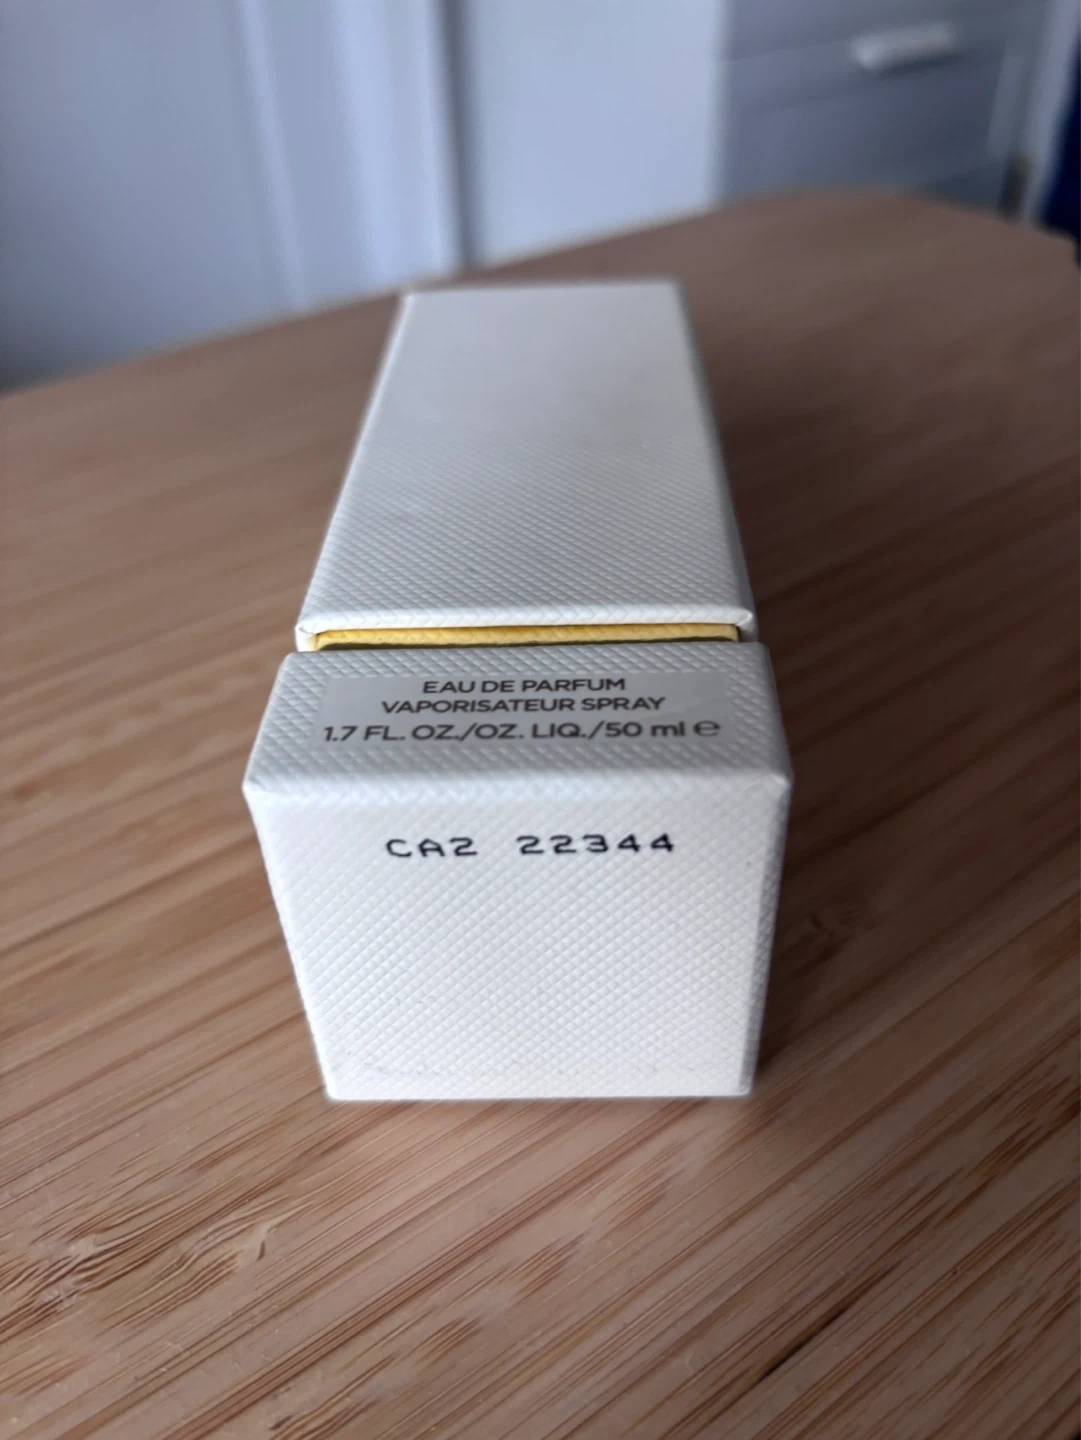 EAU DE PARFUM
VAPORISATEUR SPRAY
1.7 FL. OZ./OZ. LIQ./50 ml ℮
CA2 22344